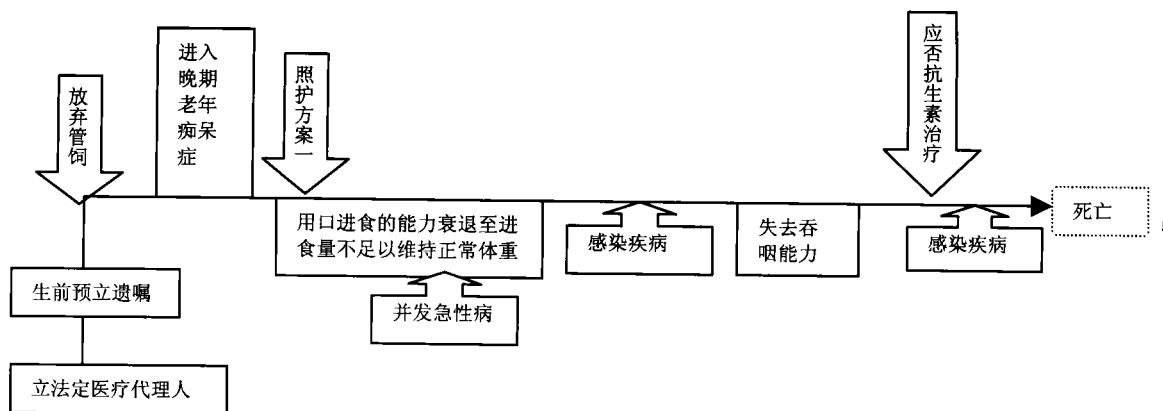 放弃管饲
进入
晚期
老年
痴呆
症
照护方案一
应否抗生素治疗
用口进食的能力衰退至进
食量不足以维持正常体重
感染疾病
失去吞
咽能力
感染疾病
死亡
生前预立遗嘱
并发急性病
立法定医疗代理人